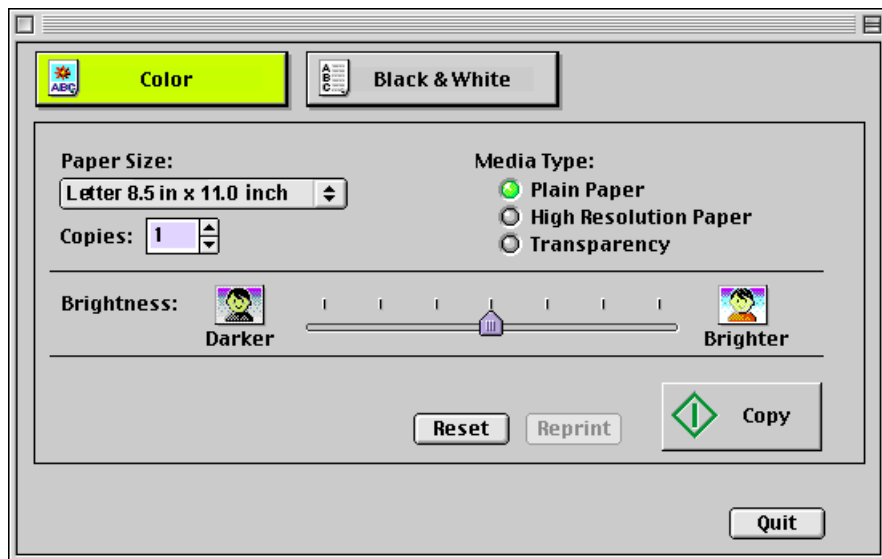 ABC
Color
A
B
C
Black & White
Paper Size:
Letter 8.5 in x 11.0 inch
Copies: 1
Media Type:
Plain Paper
High Resolution Paper
Transparency
Brightness:
Darker
Brighter
Reset
Reprint
Copy
Quit